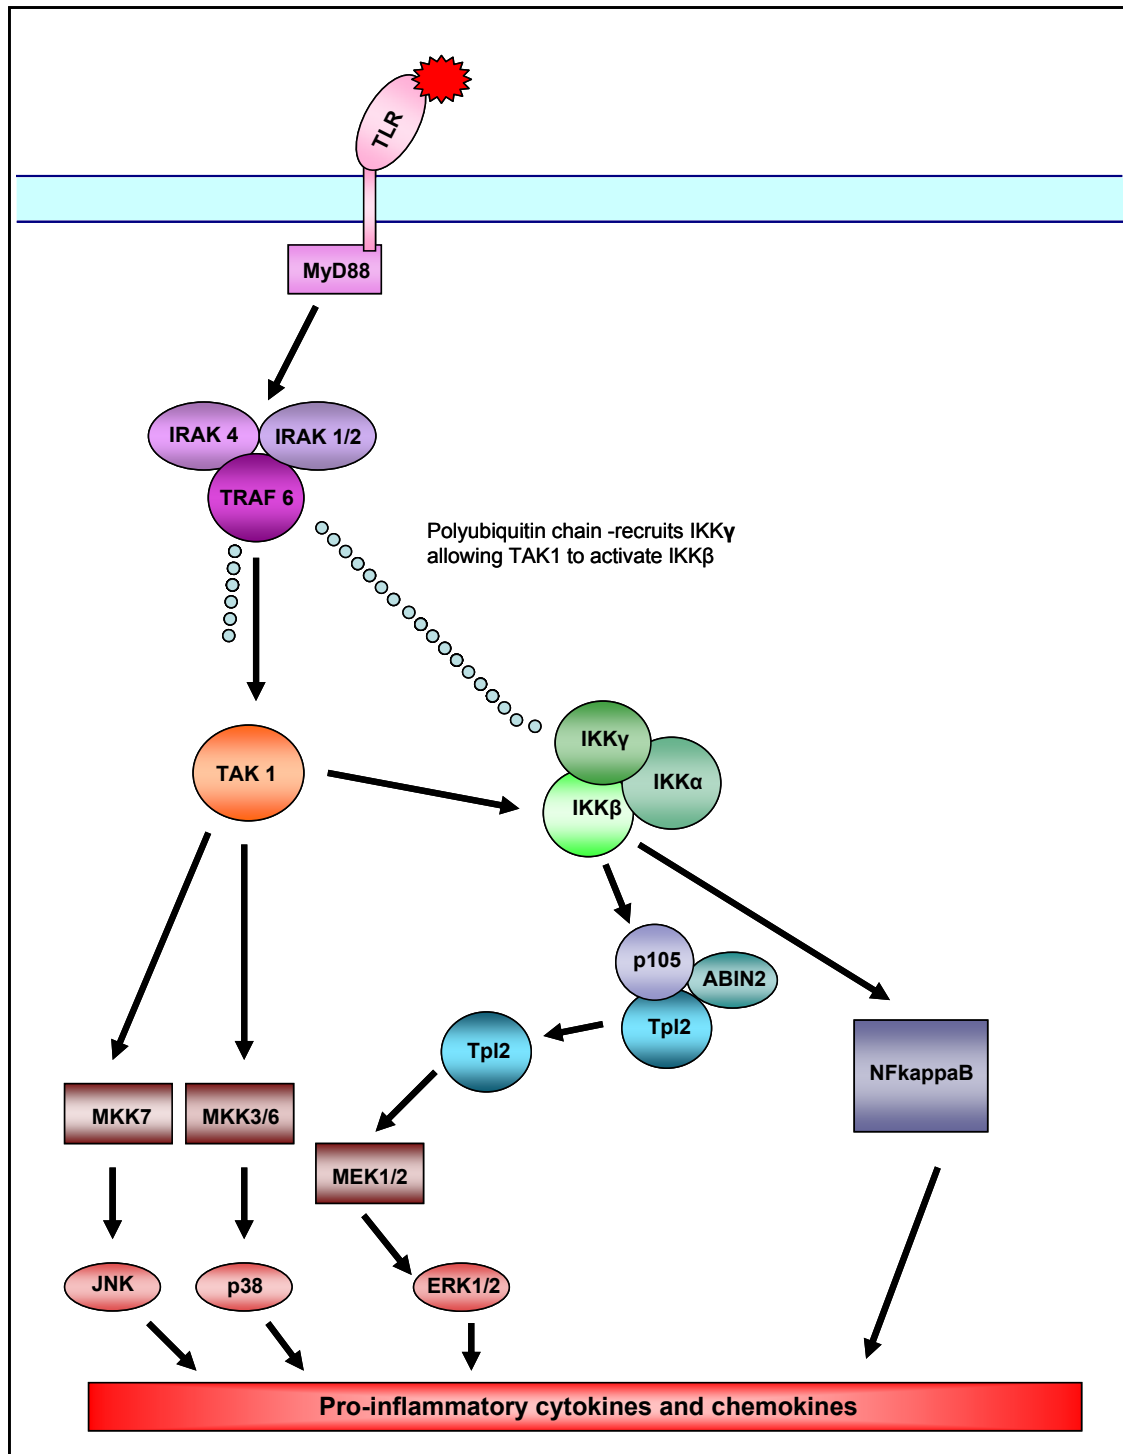 TLR
MyD88
IRAK 4
IRAK 1/2
TRAF 6
Polyubiquitin chain -recruits IKKγ
allowing TAK1 to activate IKKβ
IKKγ
TAK 1
IKKα
IKKβ
p105
ABIN2
Tpl2
Tpl2
NFkappaB
MKK7
MKK3/6
MEK1/2
JNK
p38
ERK1/2
Pro-inflammatory cytokines and chemokines